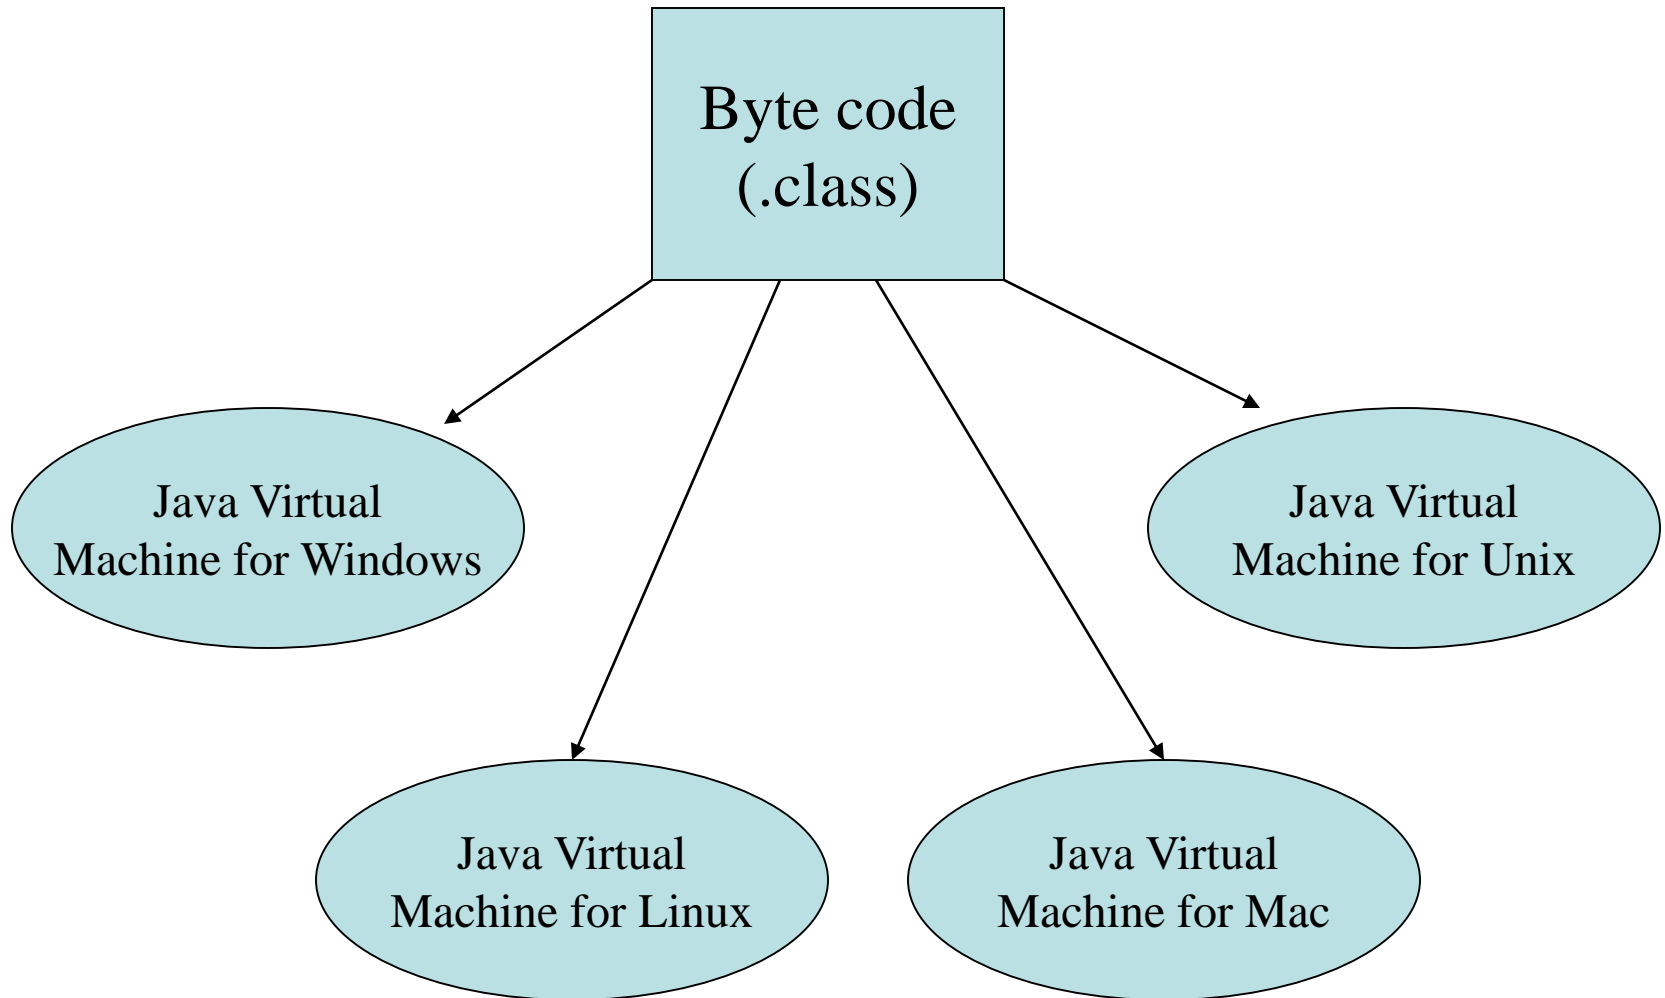 Byte code
(.class)
Java Virtual
Machine for Windows
Java Virtual
Machine for Unix
Java Virtual
Machine for Linux
Java Virtual
Machine for Mac